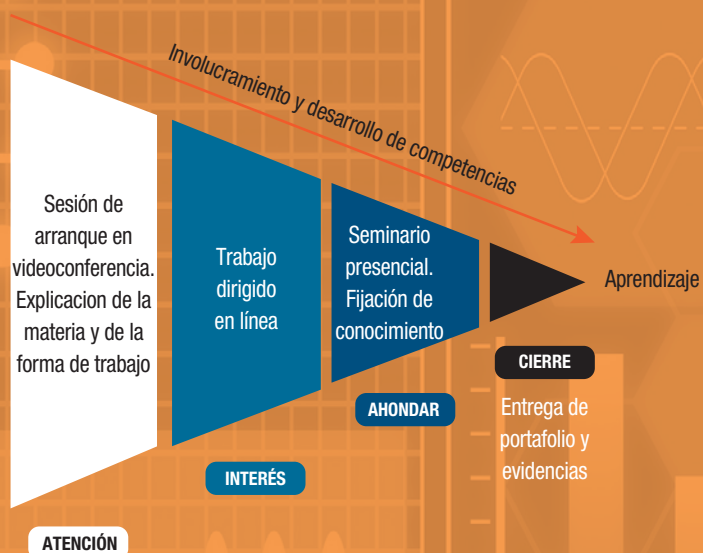 Involucramiento y desarrollo de competencias
Sesión de
arranque en
videoconferencia.
Explicacion de la
materia y de la
forma de trabajo
ATENCIÓN
Trabajo
dirigido
en línea
INTERÉS
Seminario
presencial.
Fijación de
conocimiento
AHONDAR
CIERRE
Entrega de
portafolio y
evidencias
Aprendizaje